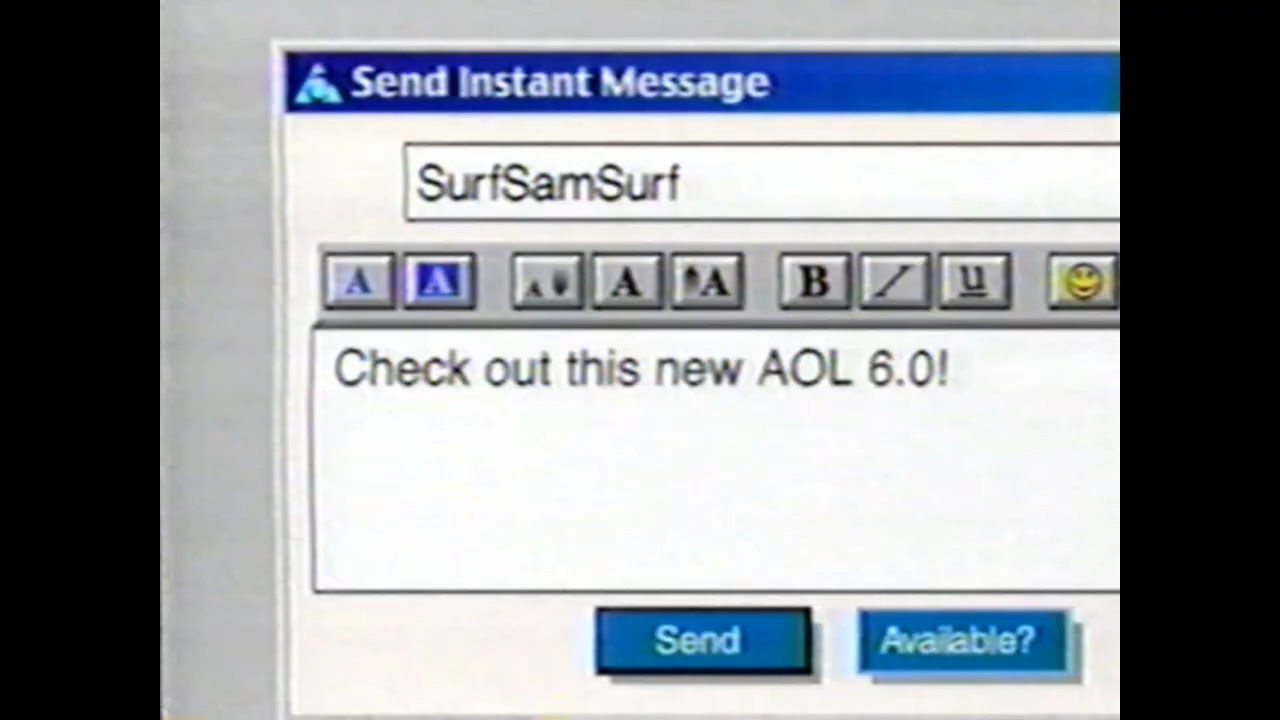 Send Instant Message
SurfSamSurf
A A A A A B / U
Check out this new AOL 6.0!
Send Available?